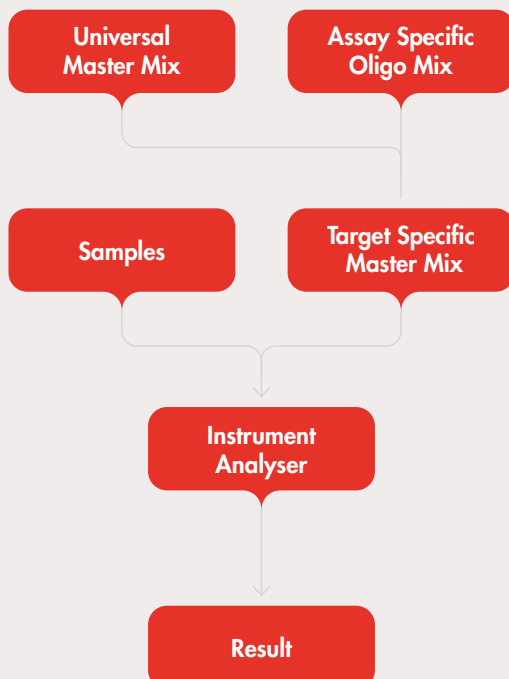 Universal
Master Mix
Assay Specific
Oligo Mix
Samples
Target Specific
Master Mix
Instrument
Analyser
Result